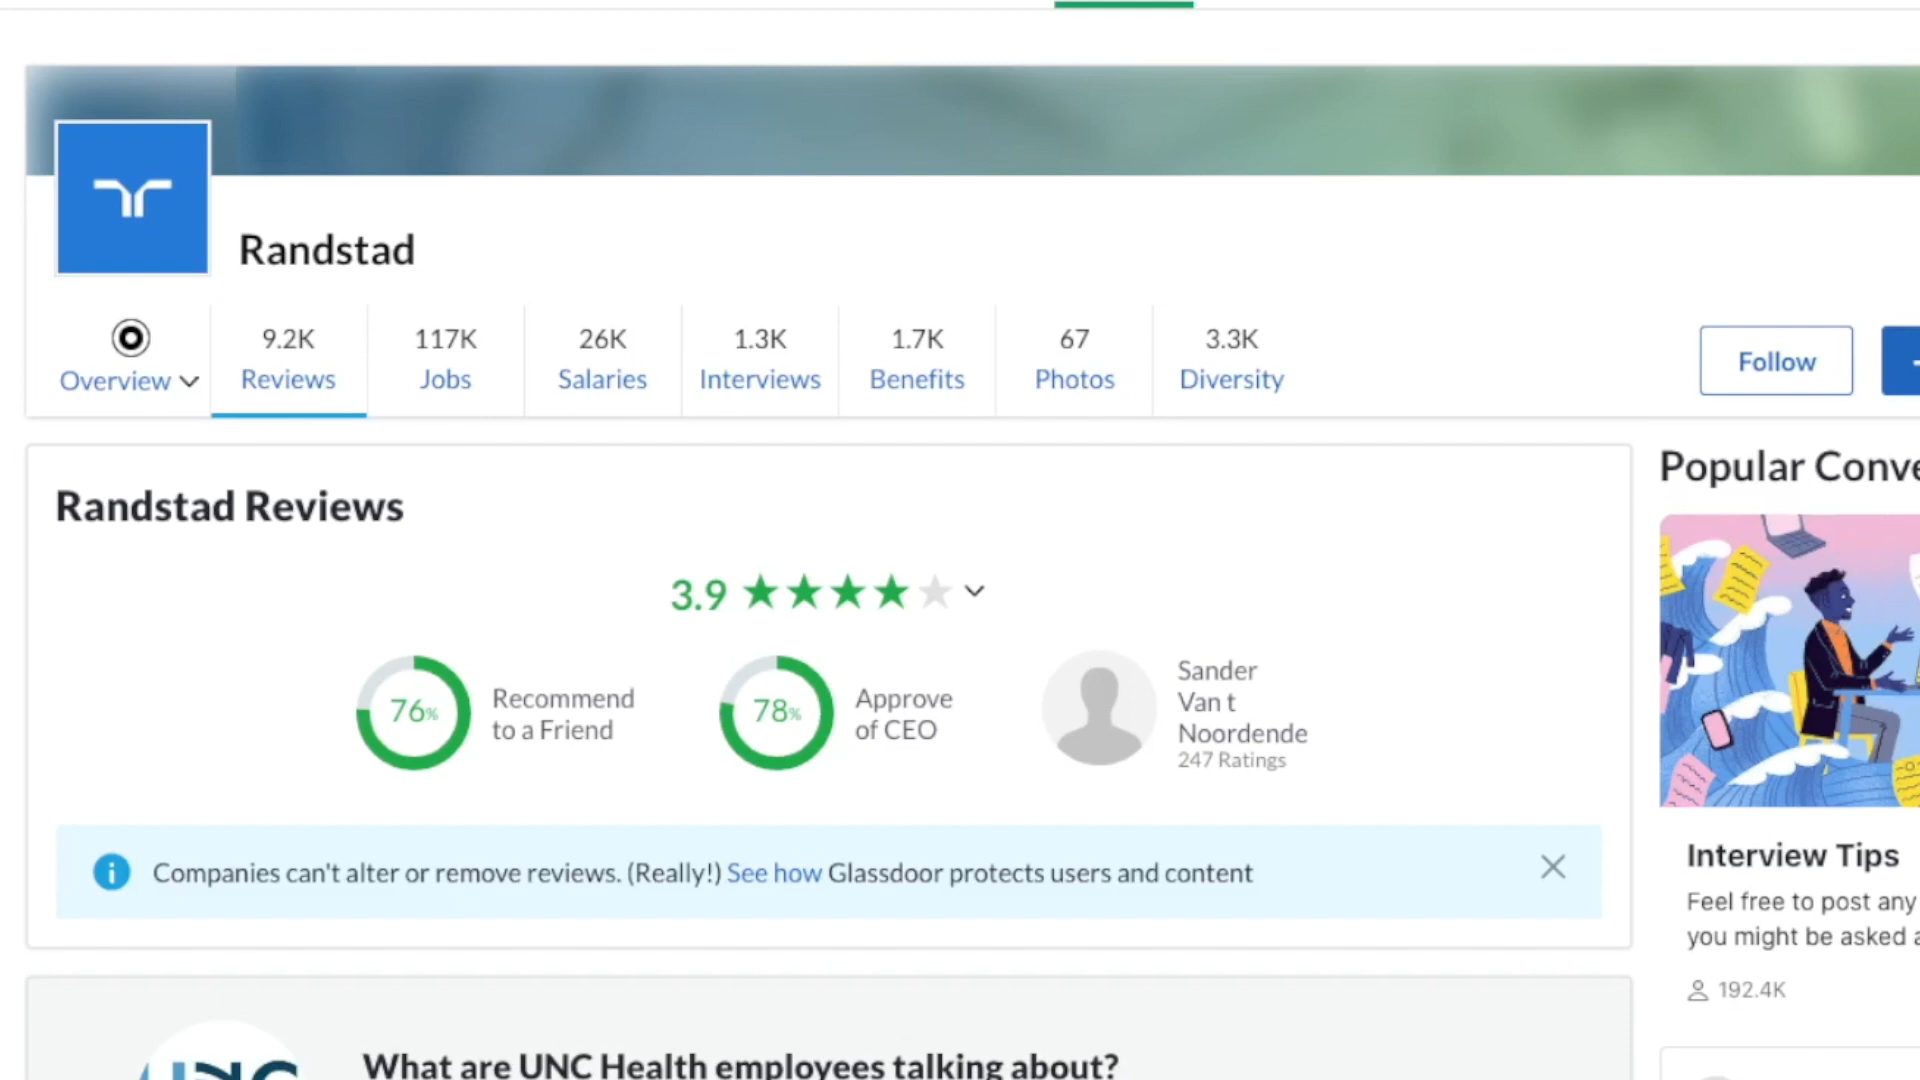 Randstad
Overview
9.2K
Reviews
117K
Jobs
26K
Salaries
1.3K
Interviews
1.7K
Benefits
67
Photos
3.3K
Diversity
Follow
Randstad Reviews
3.9
76%
Recommend
to a Friend
78%
Approve
of CEO
Sander
Van t
Noordende
247 Ratings
Companies can't alter or remove reviews. (Really!) See how Glassdoor protects users and content
What are UNC Health employees talking about?
Popular Conve
Interview Tips
Feel free to post any
you might be asked a
192.4K